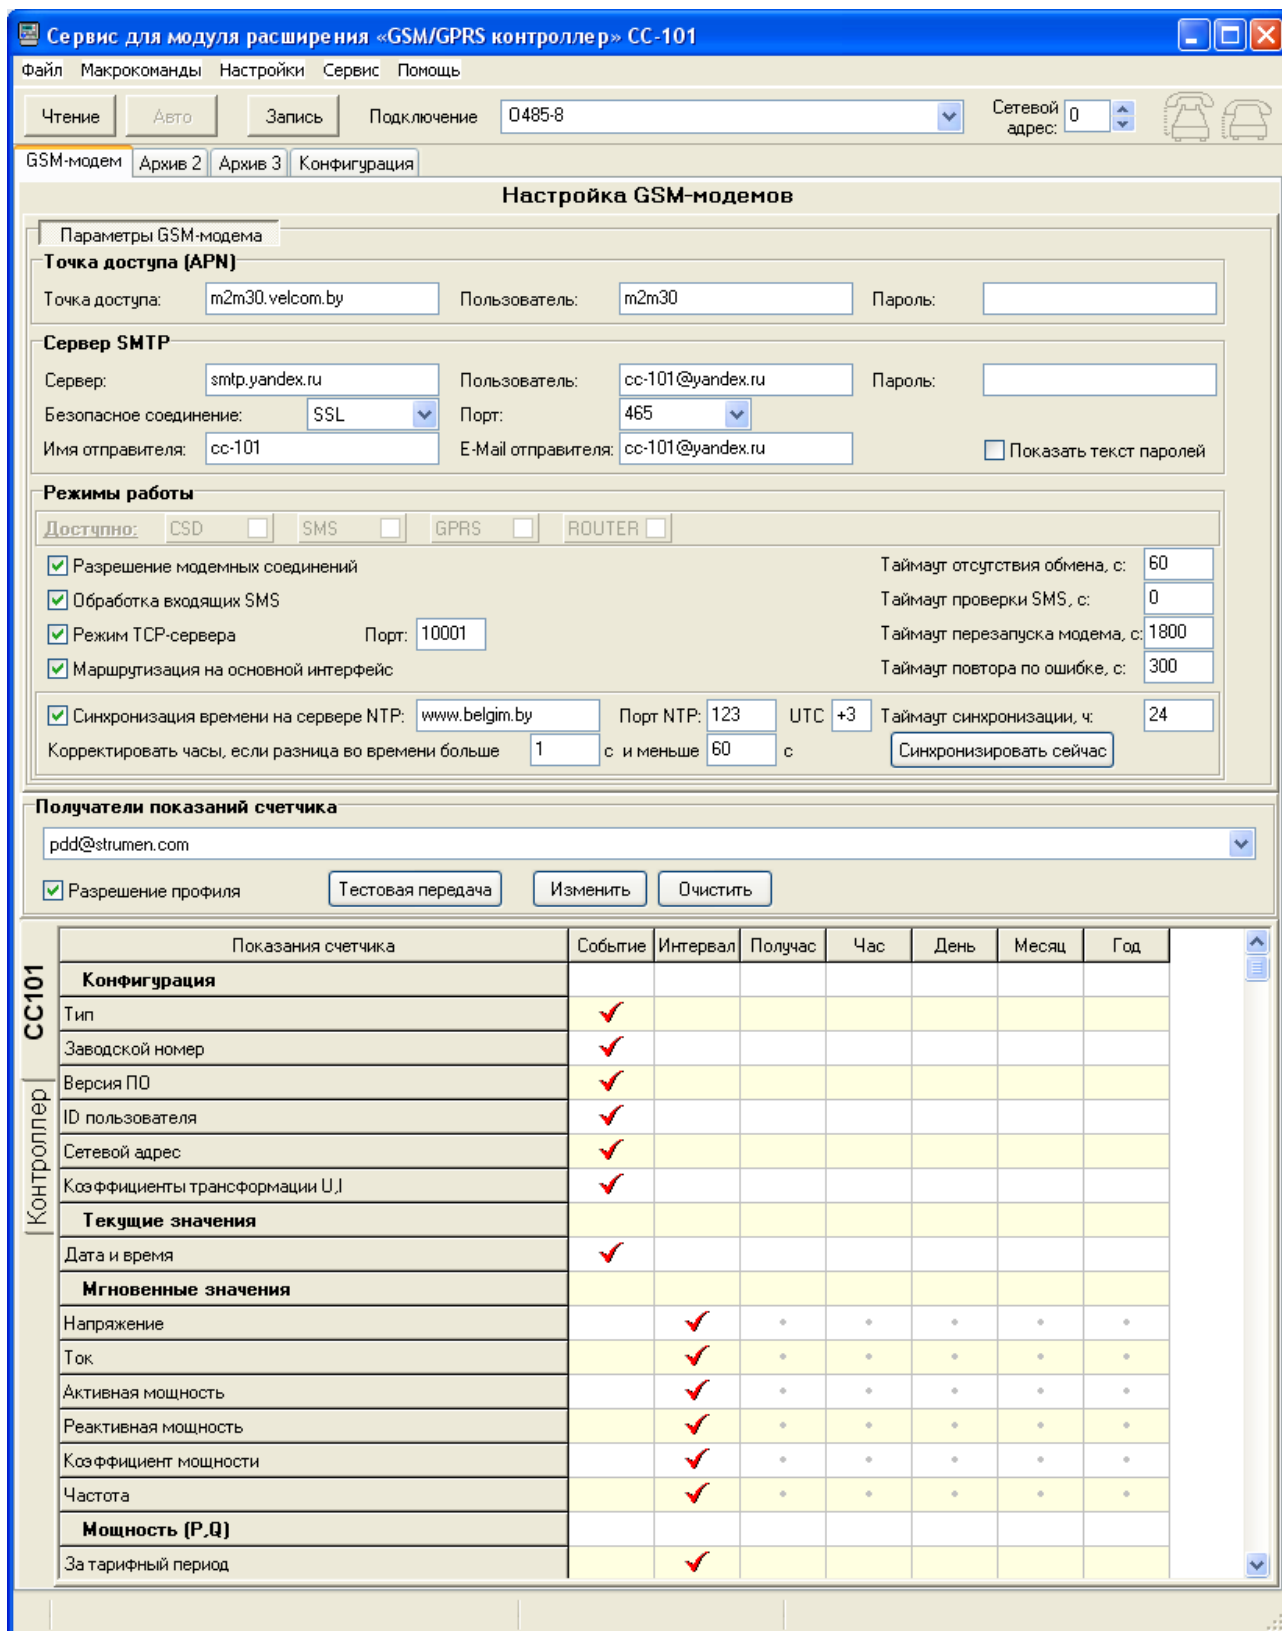 Сервис для модуля расширения «GSM/GPRS контроллер» СС-101
Файл Макрокоманды Настройки Сервис Помощь
Чтение Авто Запись Подключение О485-8 Сетевой адрес: 0
GSM-модем Архив 2 Архив 3 Конфигурация
Настройка GSM-модемов
Параметры GSM-модема
Точка доступа (APN)
Точка доступа: m2m30.velcom.by Пользователь: m2m30 Пароль:
Сервер SMTP
Сервер: smtp.yandex.ru Пользователь: cc-101@yandex.ru Пароль:
Безопасное соединение: SSL Порт: 465
Имя отправителя: cc-101 E-Mail отправителя: cc-101@yandex.ru Показать текст паролей
Режимы работы
Доступно: CSD SMS GPRS ROUTER
Разрешение модемных соединений Таймаут отсутствия обмена, с: 60
Обработка входящих SMS Таймаут проверки SMS, с: 0
Режим TCP-сервера Порт: 10001 Таймаут перезапуска модема, с: 1800
Маршрутизация на основной интерфейс Таймаут повтора по ошибке, с: 300
Синхронизация времени на сервере NTP: www.belgim.by Порт NTP: 123 UTC +3 Таймаут синхронизации, ч: 24
Корректировать часы, если разница во времени больше 1 с и меньше 60 с Синхронизировать сейчас
Получатели показаний счетчика
pdd@strumen.com
Разрешение профиля Тестовая передача Изменить Очистить
СС101
Контроллер
Показания счетчика Событие Интервал Получас Час День Месяц Год
Конфигурация
Тип
Заводской номер
Версия ПО
ID пользователя
Сетевой адрес
Коэффициенты трансформации U,I
Текущие значения
Дата и время
Мгновенные значения
Напряжение
Ток
Активная мощность
Реактивная мощность
Коэффициент мощности
Частота
Мощность (P,Q)
За тарифный период